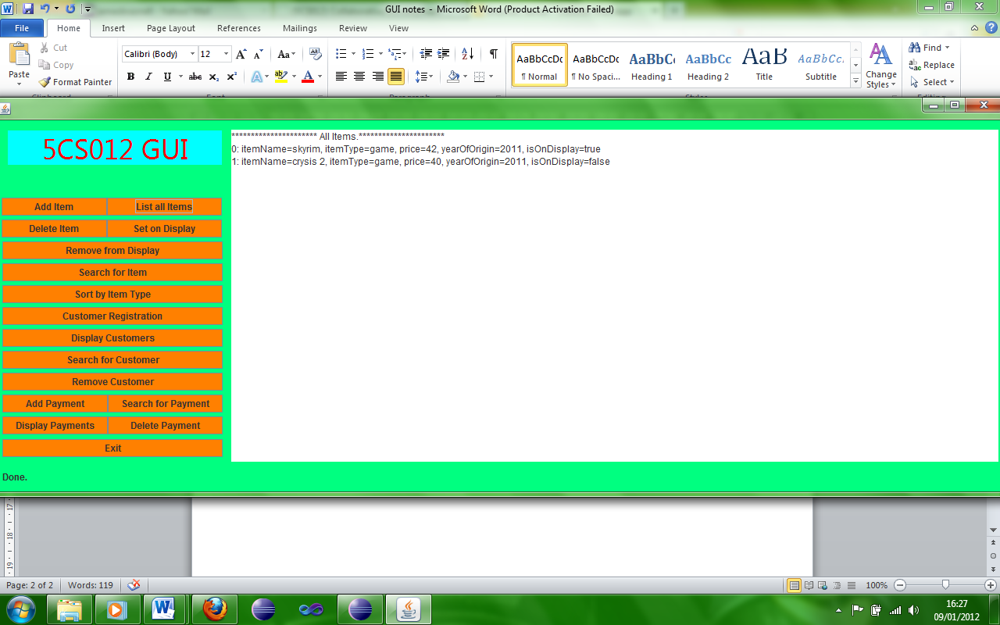 GUI notes - Microsoft Word (Product Activation Failed)
File Home Insert Page Layout References Mailings Review View
Paste
Cut
Copy
Format Painter
Calibri (Body) 12
AaBbCcDc AaBbCcDc AaBbCc AaBbCc AaBb AaBbCc.
¶ Normal ¶ No Spaci... Heading 1 Heading 2 Title Subtitle
Change
Styles
Find
Replace
Select
5CS012 GUI
Add Item List all Items
Delete Item Set on Display
Remove from Display
Search for Item
Sort by Item Type
Customer Registration
Display Customers
Search for Customer
Remove Customer
Add Payment Search for Payment
Display Payments Delete Payment
Exit
Done.
********************** All Items.**********************
0: itemName=skyrim, itemType=game, price=42, yearOfOrigin=2011, isOnDisplay=true
1: itemName=crysis 2, itemType=game, price=40, yearOfOrigin=2011, isOnDisplay=false
17
18
19
Page: 2 of 2 Words: 119 100%
16:27
09/01/2012